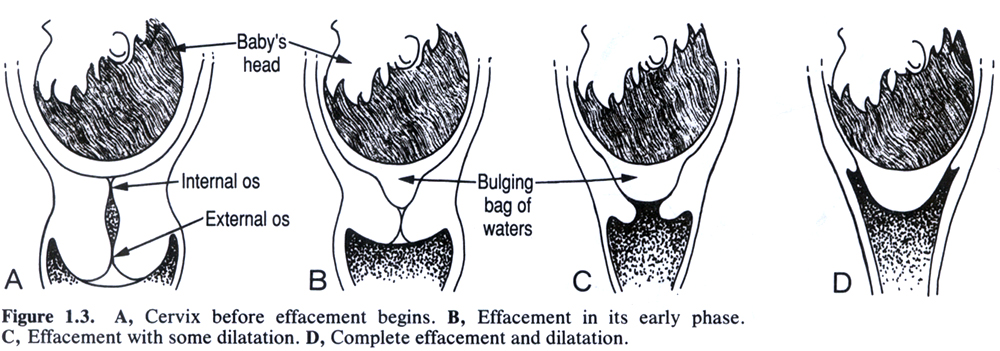 Baby's
head
Internal os
External os
Bulging
bag of
waters
A
B
C
D
Figure 1.3. A, Cervix before effacement begins. B, Effacement in its early phase.
C, Effacement with some dilatation. D, Complete effacement and dilatation.